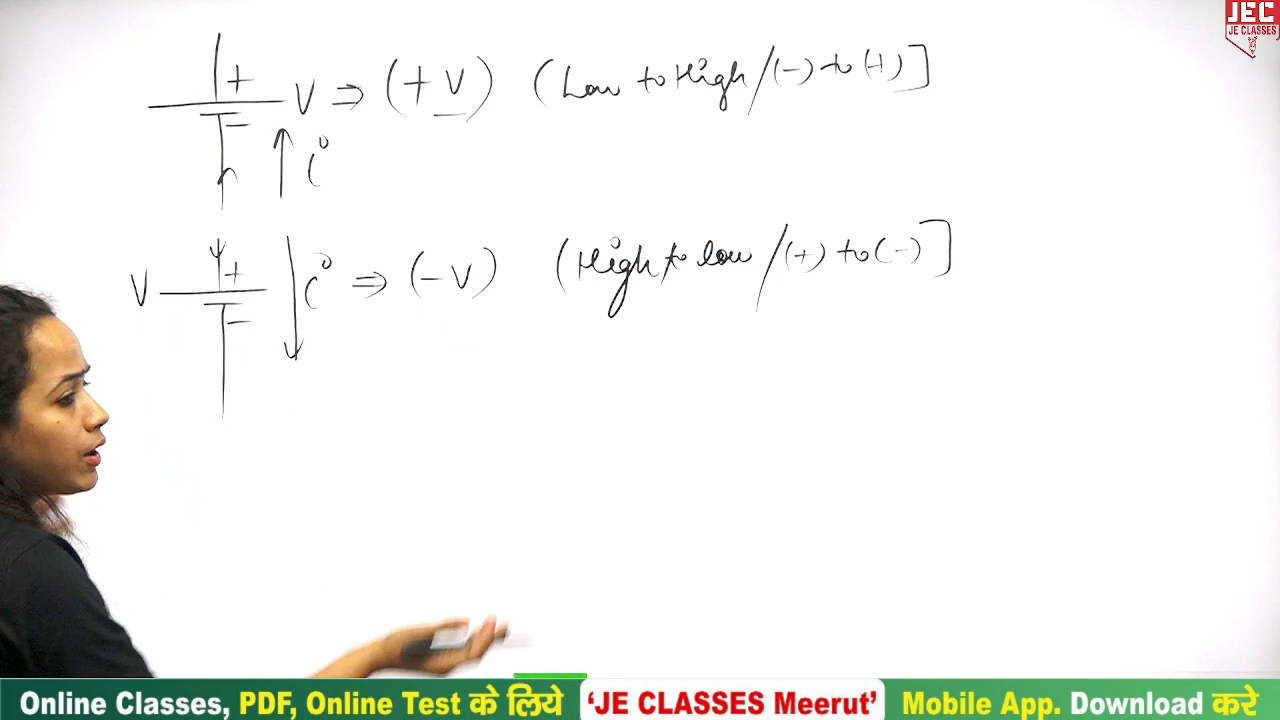 JEC
JE CLASSES
+
V ⇒ (+V) (Low to High/(-) to (+)]
-
i
+
V i ⇒ (-V) (High to low /(+) to (-)]
-
Online Classes, PDF, Online Test के लिये 'JE CLASSES Meerut' Mobile App. Download करे